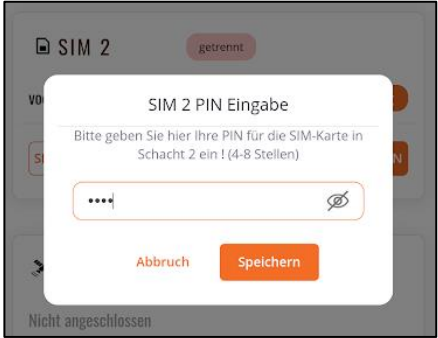 SIM 2
getrennt
SIM 2 PIN Eingabe
Bitte geben Sie hier Ihre PIN für die SIM-Karte in
Schacht 2 ein ! (4-8 Stellen)
••••
Abbruch
Speichern
Nicht angeschlossen